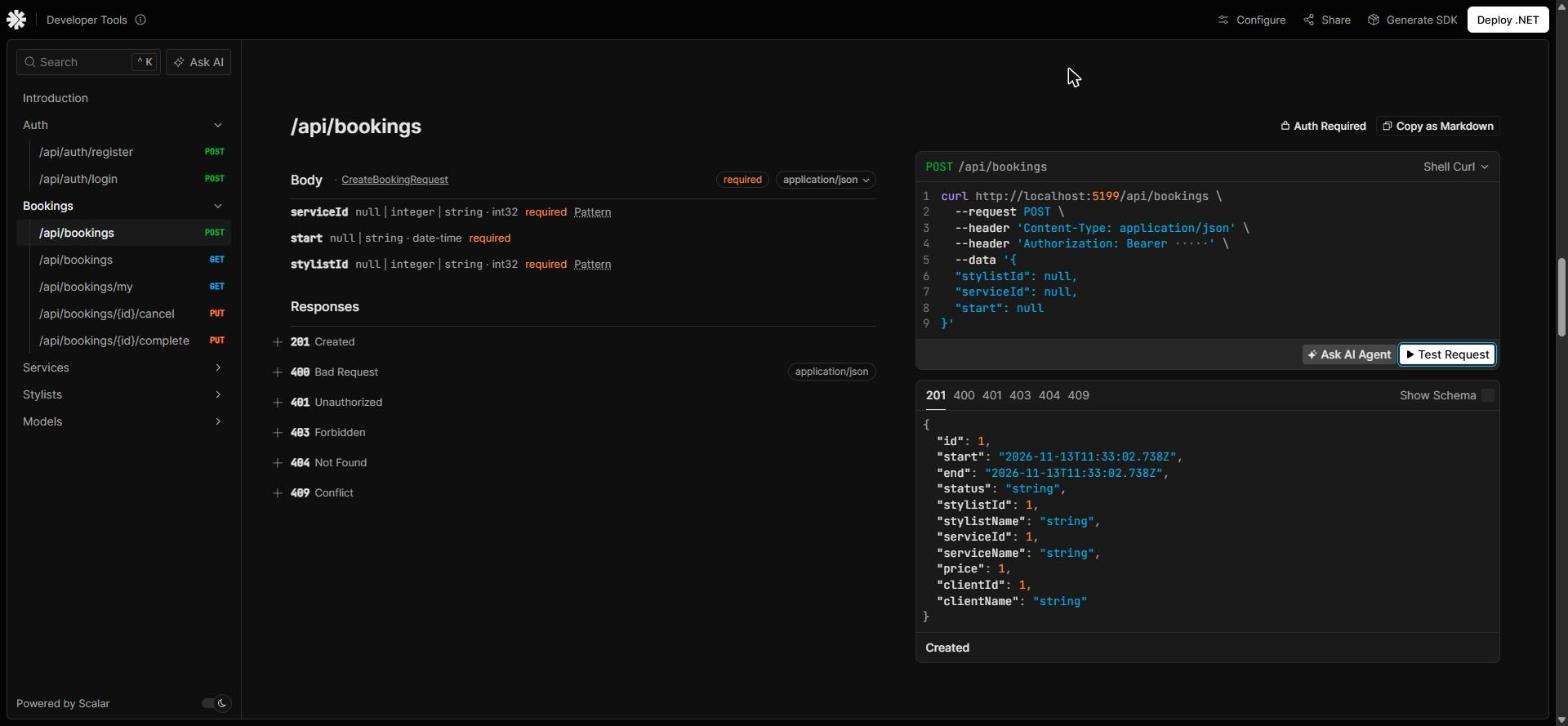 Developer Tools
Configure
Share
Generate SDK
Deploy .NET
Search
^ K
Ask AI
Introduction
Auth
/api/auth/register POST
/api/auth/login POST
Bookings
/api/bookings POST
/api/bookings GET
/api/bookings/my GET
/api/bookings/{id}/cancel PUT
/api/bookings/{id}/complete PUT
Services
Stylists
Models
Powered by Scalar
/api/bookings
Body · CreateBookingRequest required application/json
serviceId null | integer | string · int32 required Pattern
start null | string · date-time required
stylistId null | integer | string · int32 required Pattern
Responses
201 Created
400 Bad Request application/json
401 Unauthorized
403 Forbidden
404 Not Found
409 Conflict
Auth Required
Copy as Markdown
POST /api/bookings Shell Curl
1 curl http://localhost:5199/api/bookings \
2 --request POST \
3 --header 'Content-Type: application/json' \
4 --header 'Authorization: Bearer ·····' \
5 --data '{
6 "stylistId": null,
7 "serviceId": null,
8 "start": null
9 }'
Ask AI Agent
Test Request
201 400 401 403 404 409 Show Schema
{
"id": 1,
"start": "2026-11-13T11:33:02.738Z",
"end": "2026-11-13T11:33:02.738Z",
"status": "string",
"stylistId": 1,
"stylistName": "string",
"serviceId": 1,
"serviceName": "string",
"price": 1,
"clientId": 1,
"clientName": "string"
}
Created